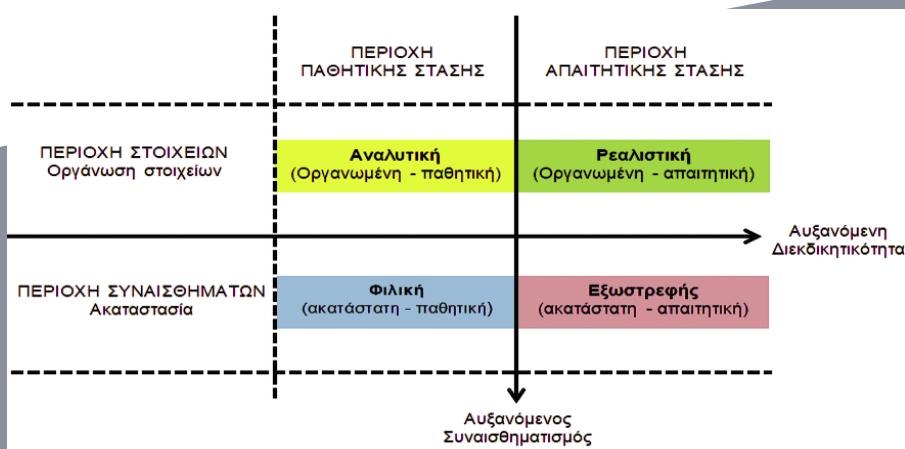 ΠΕΡΙΟΧΗ
ΠΑΘΗΤΙΚΗΣ ΣΤΑΣΗΣ
ΠΕΡΙΟΧΗ
ΑΠΑΙΤΗΤΙΚΗΣ ΣΤΑΣΗΣ
ΠΕΡΙΟΧΗ ΣΤΟΙΧΕΙΩΝ
Οργάνωση στοιχείων
Αναλυτική
(Οργανωμένη - παθητική)
Ρεαλιστική
(Οργανωμένη - απαιτητική)
Αυξανόμενη
Διεκδικητικότητα
ΠΕΡΙΟΧΗ ΣΥΝΑΙΣΘΗΜΑΤΩΝ
Ακαταστασία
Φιλική
(ακατάστατη - παθητική)
Εξωστρεφής
(ακατάστατη - απαιτητική)
Αυξανόμενος
Συναισθηματισμός